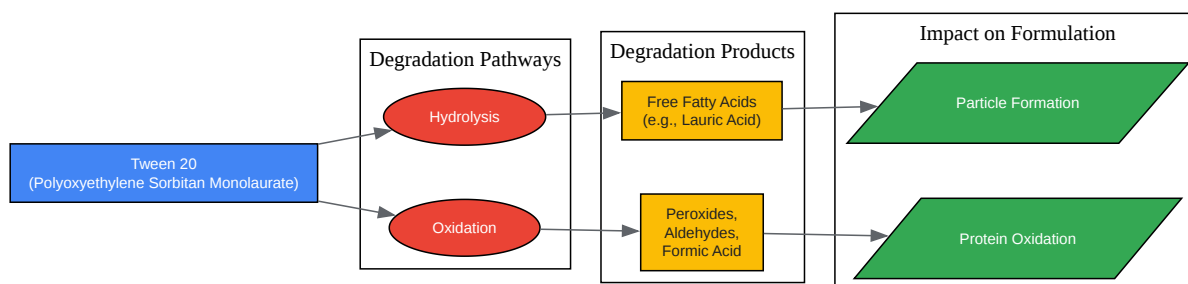 Impact on Formulation
Degradation Pathways
Degradation Products
Tween 20
(Polyoxyethylene Sorbitan Monolaurate)
Hydrolysis
Free Fatty Acids
(e.g., Lauric Acid)
Particle Formation
Oxidation
Peroxides,
Aldehydes,
Formic Acid
Protein Oxidation